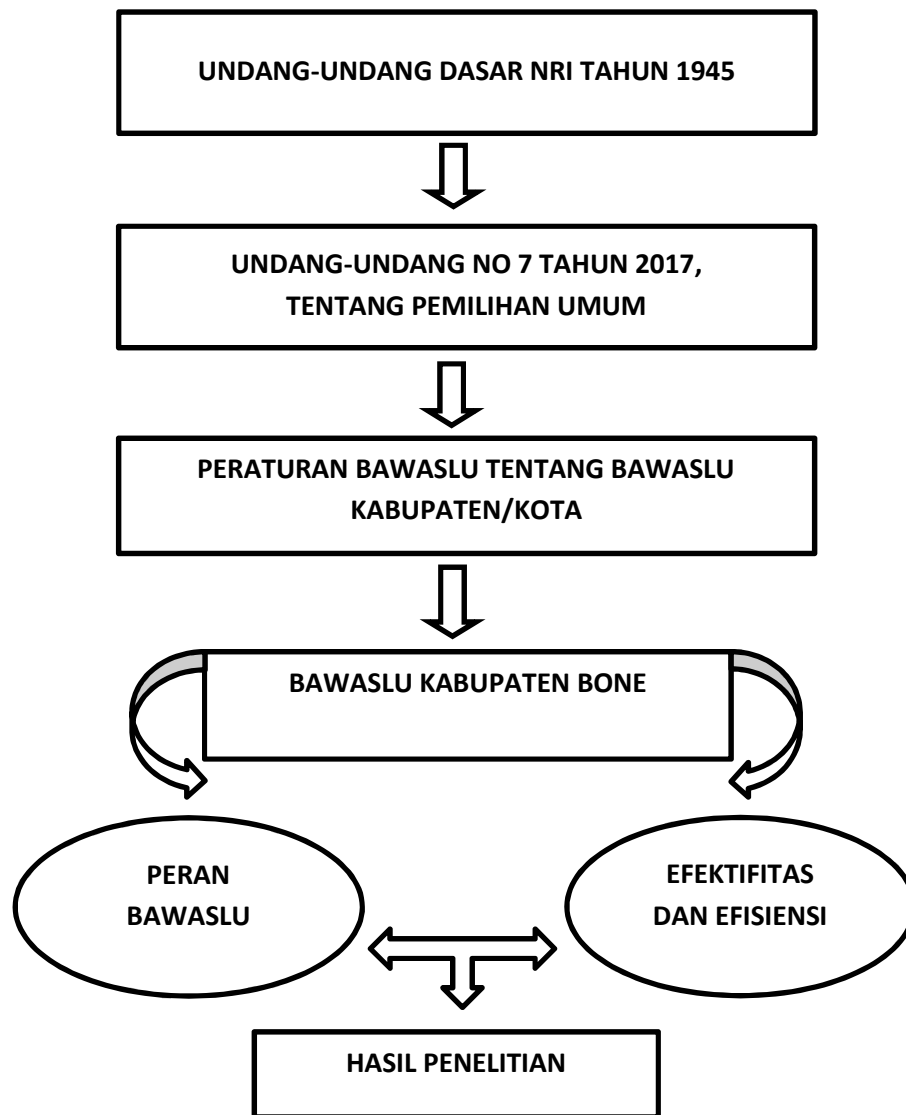 UNDANG-UNDANG DASAR NRI TAHUN 1945
UNDANG-UNDANG NO 7 TAHUN 2017,
TENTANG PEMILIHAN UMUM
PERATURAN BAWASLU TENTANG BAWASLU
KABUPATEN/KOTA
BAWASLU KABUPATEN BONE
PERAN
BAWASLU
EFEKTIFITAS
DAN EFISIENSI
HASIL PENELITIAN